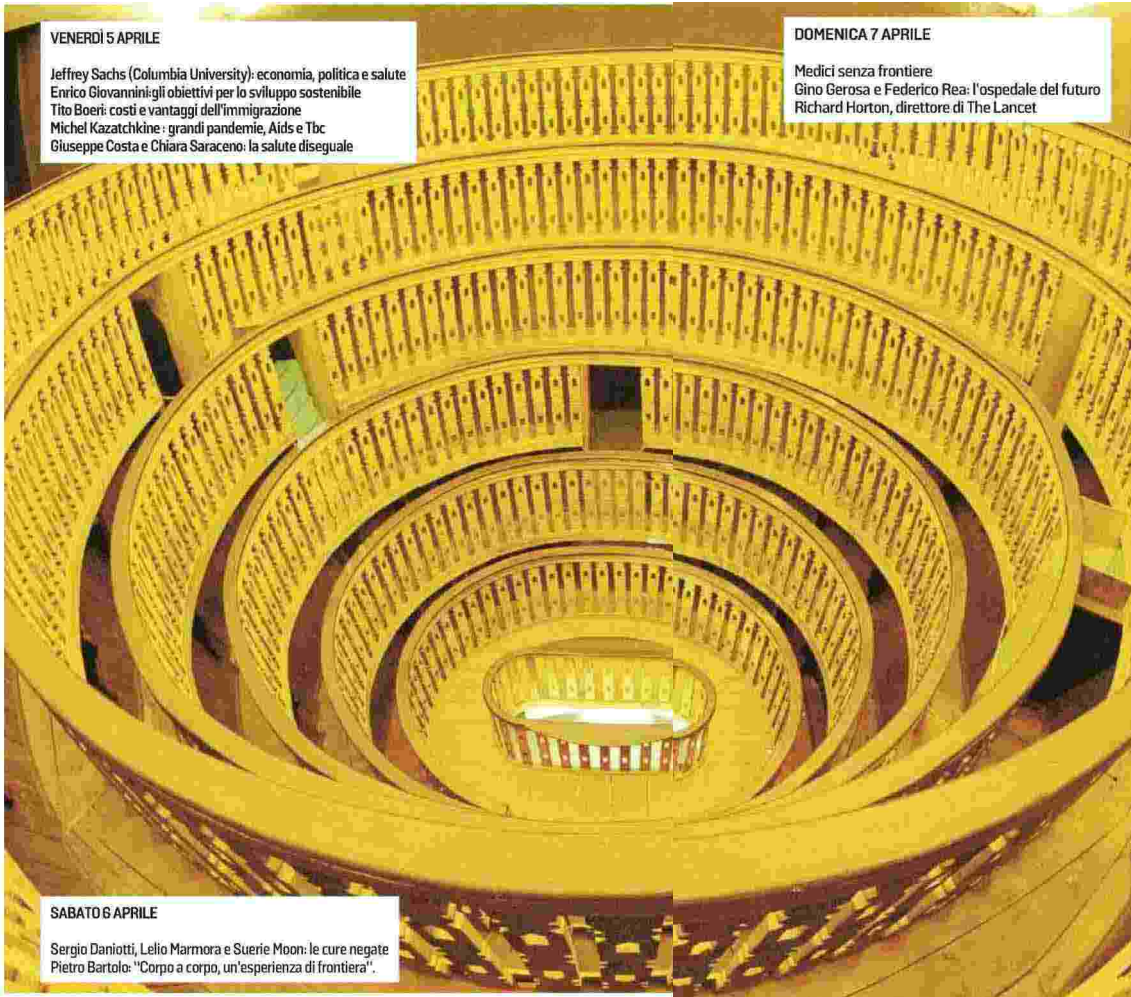 VENERDÌ 5 APRILE
Jeffrey Sachs (Columbia University): economia, politica e salute
Enrico Giovannini:gli obiettivi per lo sviluppo sostenibile
Tito Boeri: costi e vantaggi dell'immigrazione
Michel Kazatchkine : grandi pandemie, Aids e Tbc
Giuseppe Costa e Chiara Saraceno: la salute diseguale
DOMENICA 7 APRILE
Medici senza frontiere
Gino Gerosa e Federico Rea: l'ospedale del futuro
Richard Horton, direttore di The Lancet
SABATO 6 APRILE
Sergio Daniotti, Lelio Marmora e Suerie Moon: le cure negate
Pietro Bartolo: "Corpo a corpo, un'esperienza di frontiera".